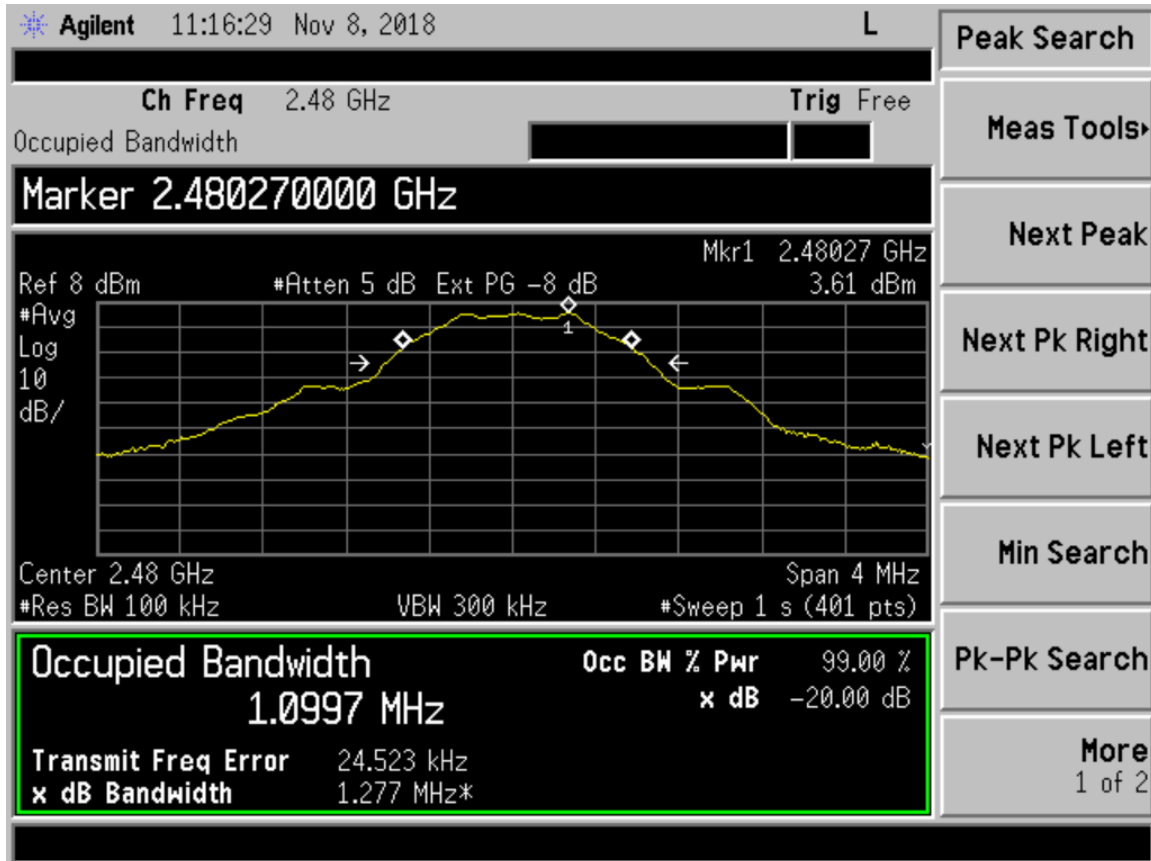 Agilent 11:16:29 Nov 8, 2018 L
Peak Search
Ch Freq 2.48 GHz Trig Free
Occupied Bandwidth
Meas Tools
Marker 2.480270000 GHz
Next Peak
Mkr1 2.48027 GHz
Ref 8 dBm #Atten 5 dB Ext PG -8 dB 3.61 dBm
#Avg
1
Log
10
dB/
Next Pk Right
Next Pk Left
Min Search
Center 2.48 GHz Span 4 MHz
#Res BW 100 kHz VBW 300 kHz #Sweep 1 s (401 pts)
Occupied Bandwidth Occ BW % Pwr 99.00 %
1.0997 MHz x dB -20.00 dB
Pk-Pk Search
Transmit Freq Error 24.523 kHz
x dB Bandwidth 1.277 MHz*
More
1 of 2